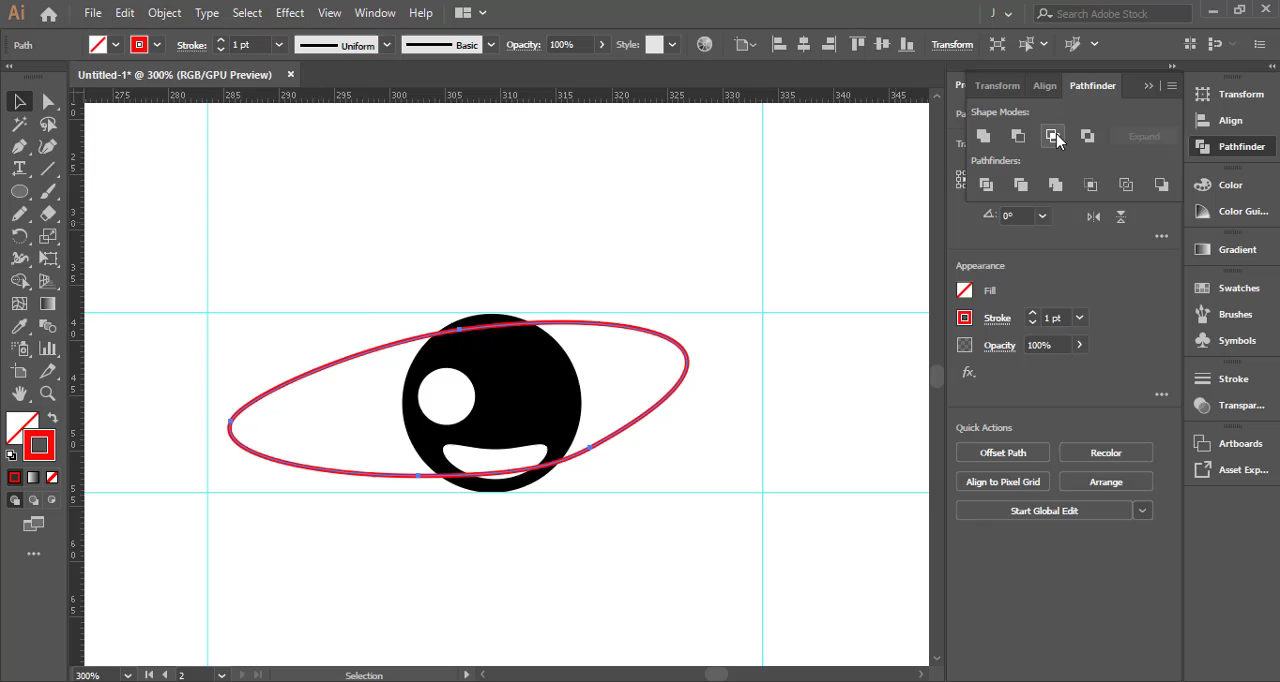 Ai File Edit Object Type Select Effect View Window Help J Search Adobe Stock
Path Stroke: 1 pt Uniform Basic Opacity: 100% Style: Transform
Untitled-1* @ 300% (RGB/GPU Preview)
275 280 285 290 295 300 305 310 315 320 325 330 335 340 345
Transform Align Pathfinder
Shape Modes:
Expand
Pathfinders:
0°
Appearance
Fill
Stroke 1 pt
Opacity 100%
fx.
Quick Actions
Offset Path Recolor
Align to Pixel Grid Arrange
Start Global Edit
Transform
Align
Pathfinder
Color
Color Gui...
Gradient
Swatches
Brushes
Symbols
Stroke
Transpar...
Artboards
Asset Exp...
300% 2 Selection